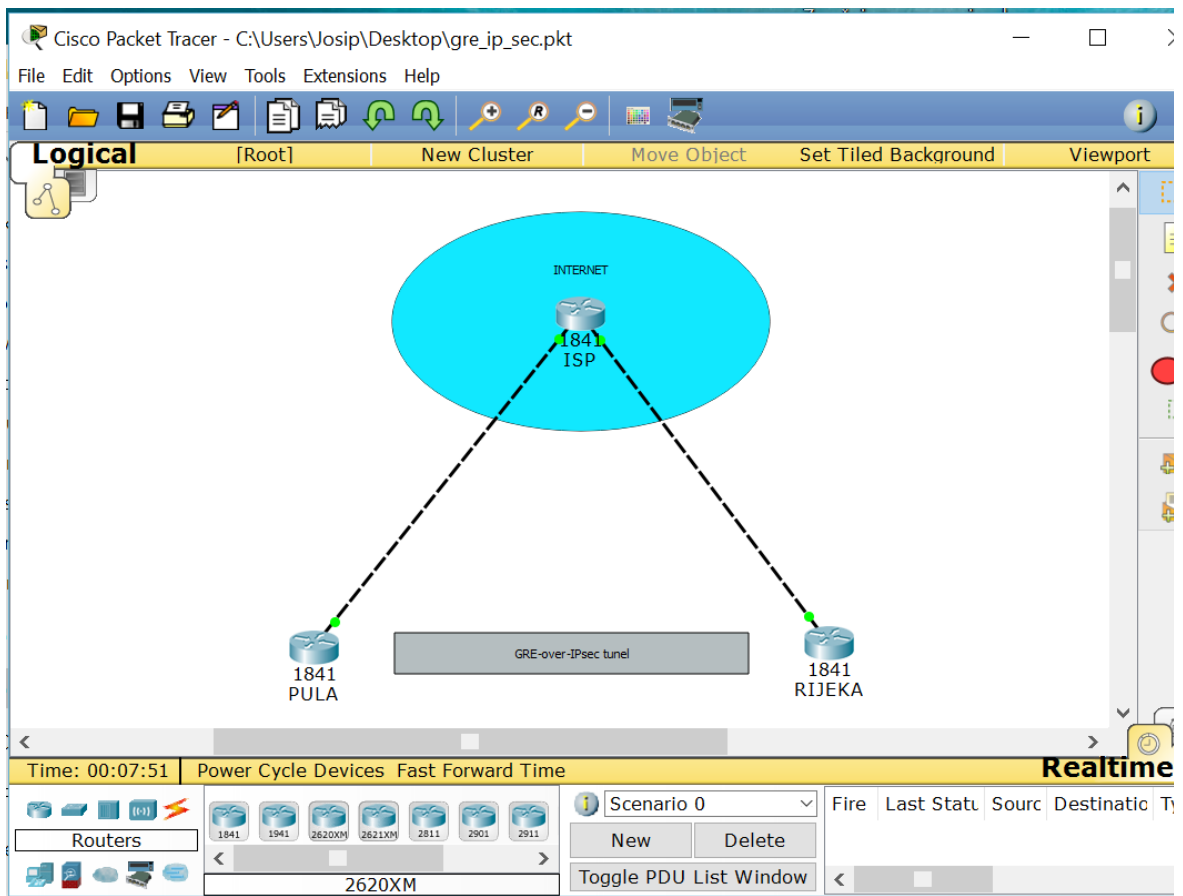 Cisco Packet Tracer - C:\Users\Josip\Desktop\gre_ip_sec.pkt
File Edit Options View Tools Extensions Help
Logical [Root] New Cluster Move Object Set Tiled Background Viewport
INTERNET
1841
ISP
GRE-over-IPsec tunel
1841
PULA
1841
RIJEKA
Time: 00:07:51 Power Cycle Devices Fast Forward Time Realtime
Routers
1841 1941 2620XM 2621XM 2811 2901 2911
2620XM
Scenario 0
New Delete
Toggle PDU List Window
Fire Last Statu Sourc Destinatio Ty